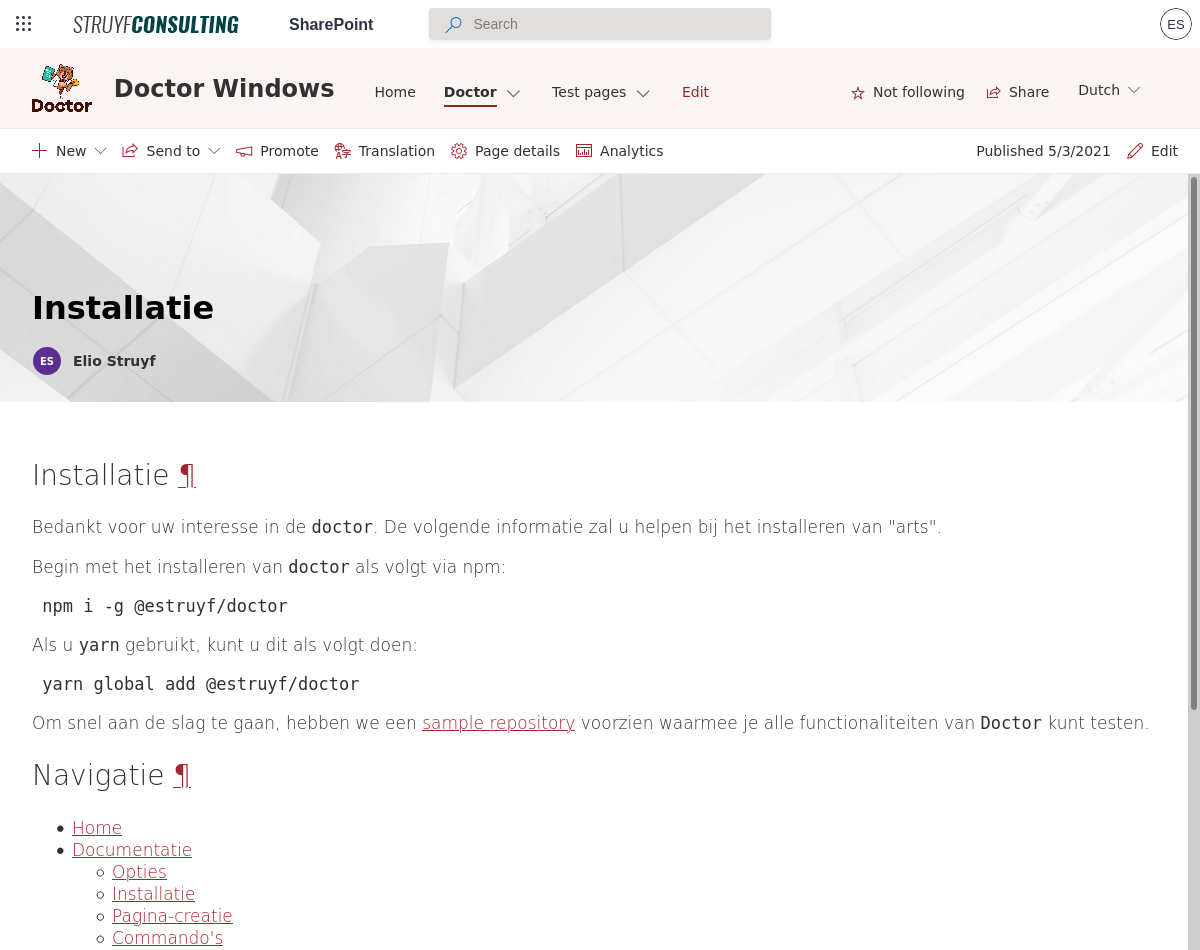 STRUYFCONSULTING SharePoint Search ES
Doctor Doctor Windows Home Doctor Test pages Edit Not following Share Dutch
New Send to Promote Translation Page details Analytics Published 5/3/2021 Edit
Installatie
ES Elio Struyf
Installatie ¶
Bedankt voor uw interesse in de doctor. De volgende informatie zal u helpen bij het installeren van "arts".
Begin met het installeren van doctor als volgt via npm:
npm i -g @estruyf/doctor
Als u yarn gebruikt, kunt u dit als volgt doen:
yarn global add @estruyf/doctor
Om snel aan de slag te gaan, hebben we een sample repository voorzien waarmee je alle functionaliteiten van Doctor kunt testen.
Navigatie ¶
Home
Documentatie
Opties
Installatie
Pagina-creatie
Commando's